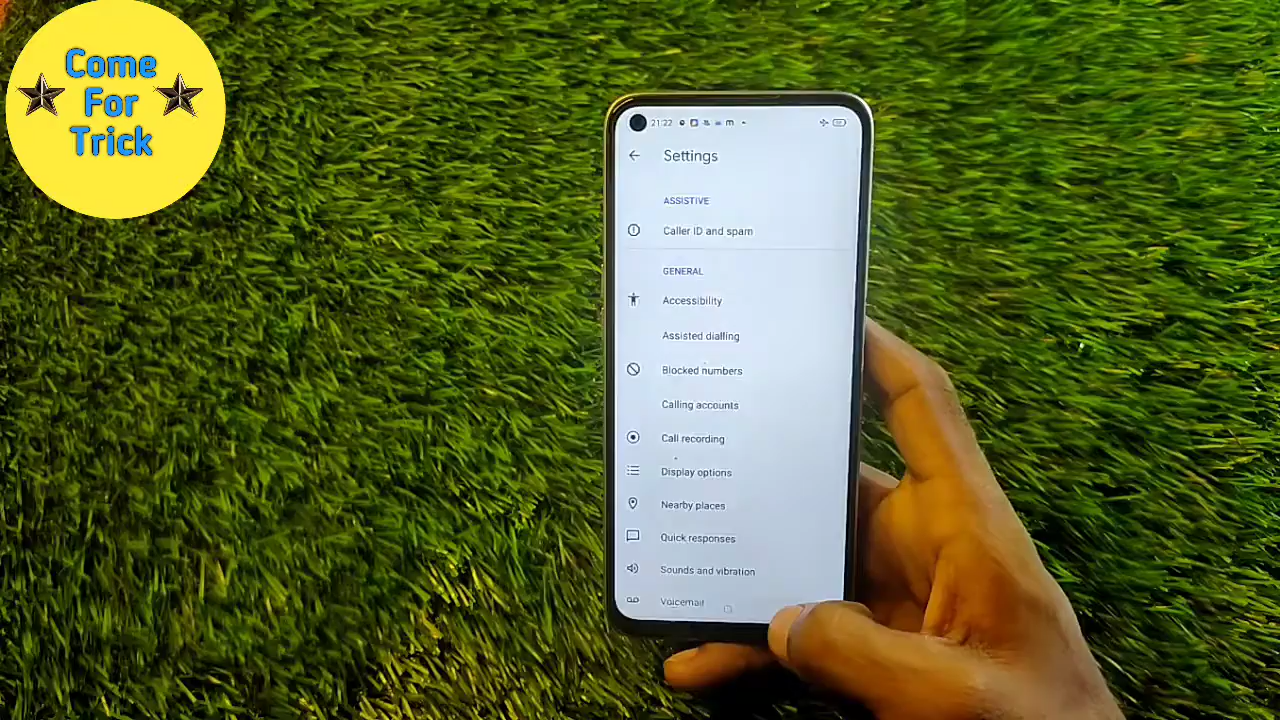 Come
For
Trick
21:22
Settings
ASSISTIVE
Caller ID and spam
GENERAL
Accessibility
Assisted dialling
Blocked numbers
Calling accounts
Call recording
Display options
Nearby places
Quick responses
Sounds and vibration
Voicemail